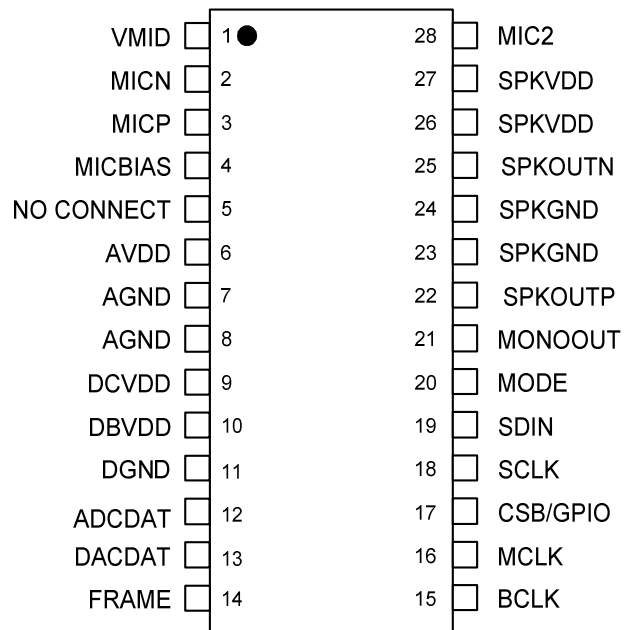 VMID 1 28 MIC2
MICN 2 27 SPKVDD
MICP 3 26 SPKVDD
MICBIAS 4 25 SPKOUTN
NO CONNECT 5 24 SPKGND
AVDD 6 23 SPKGND
AGND 7 22 SPKOUTP
AGND 8 21 MONOOUT
DCVDD 9 20 MODE
DBVDD 10 19 SDIN
DGND 11 18 SCLK
ADCDAT 12 17 CSB/GPIO
DACDAT 13 16 MCLK
FRAME 14 15 BCLK